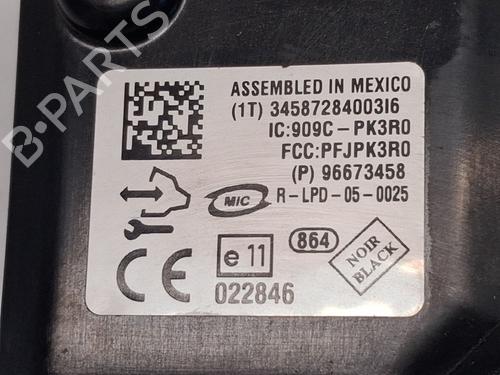 ASSEMBLED IN MEXICO
(1T) 34587284003I6
IC:909C-PK3R0
FCC:PFJPK3R0
(P) 96673458
MIC R-LPD-05-0025
864
NOIR
BLACK
CE e 11
022846
B-PARTS